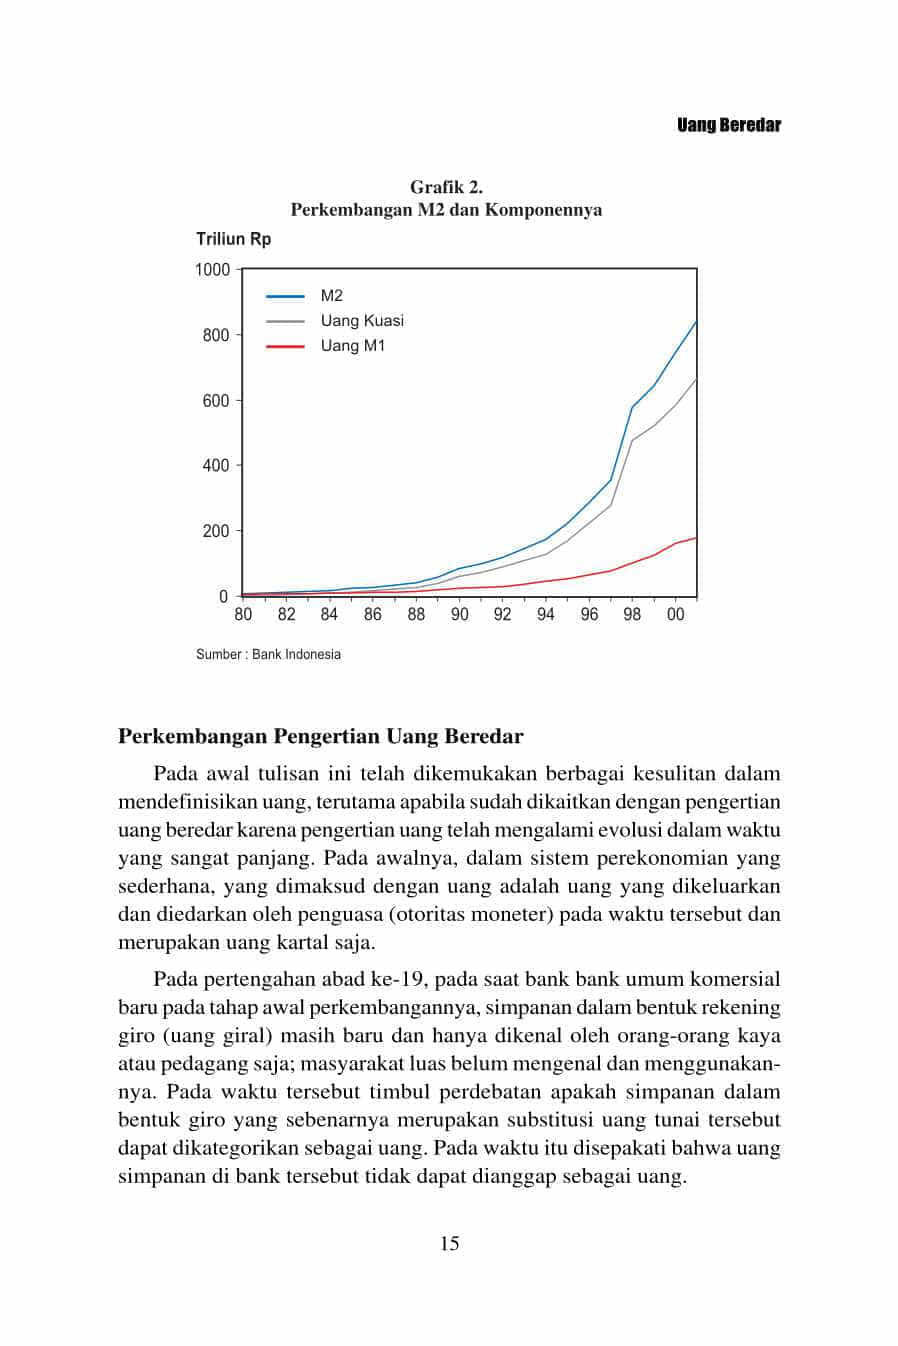 Uang Beredar
Grafik 2.
Perkembangan M2 dan Komponennya
Triliun Rp
1000
M2
Uang Kuasi
800
Uang M1
600
400
200
0
80 82 84 86 88 90 92 94 96 98 00
Sumber : Bank Indonesia
Perkembangan Pengertian Uang Beredar
Pada awal tulisan ini telah dikemukakan berbagai kesulitan dalam
mendefinisikan uang, terutama apabila sudah dikaitkan dengan pengertian
uang beredar karena pengertian uang telah mengalami evolusi dalam waktu
yang sangat panjang. Pada awalnya, dalam sistem perekonomian yang
sederhana, yang dimaksud dengan uang adalah uang yang dikeluarkan
dan diedarkan oleh penguasa (otoritas moneter) pada waktu tersebut dan
merupakan uang kartal saja.
Pada pertengahan abad ke-19, pada saat bank bank umum komersial
baru pada tahap awal perkembangannya, simpanan dalam bentuk rekening
giro (uang giral) masih baru dan hanya dikenal oleh orang-orang kaya
atau pedagang saja; masyarakat luas belum mengenal dan menggunakan-
nya. Pada waktu tersebut timbul perdebatan apakah simpanan dalam
bentuk giro yang sebenarnya merupakan substitusi uang tunai tersebut
dapat dikategorikan sebagai uang. Pada waktu itu disepakati bahwa uang
simpanan di bank tersebut tidak dapat dianggap sebagai uang.
15